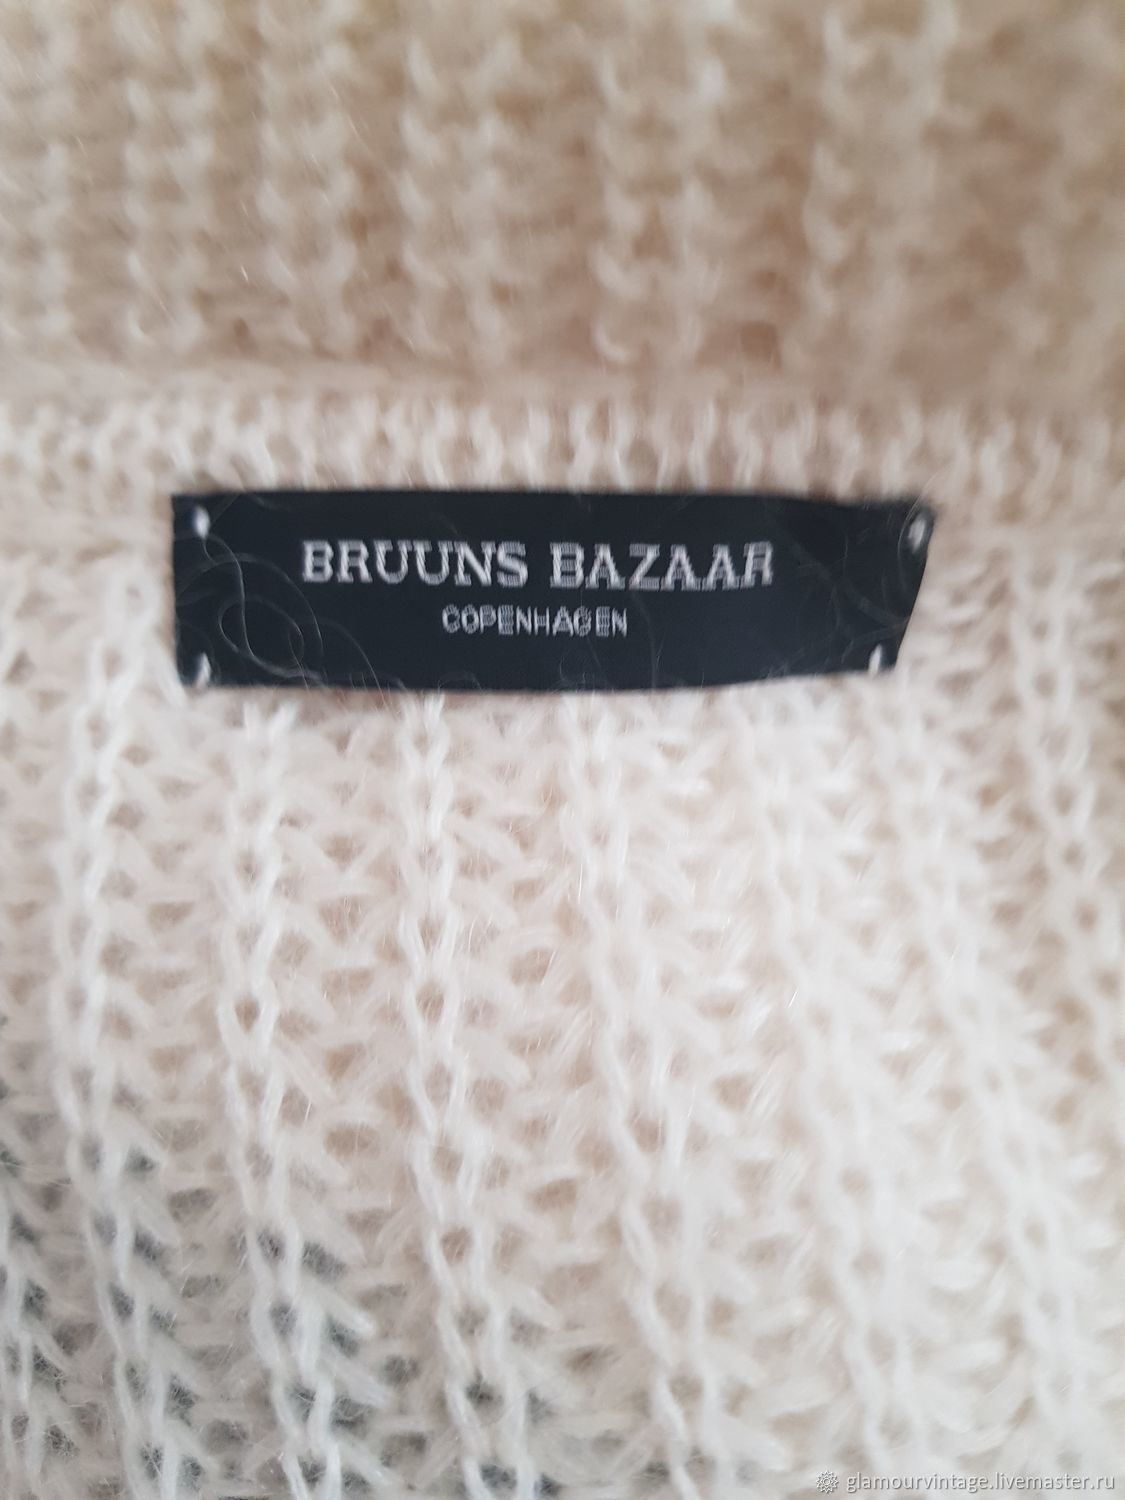 BRUUNS BAZAAR
COPENHAGEN
glamourvintage.livemaster.ru